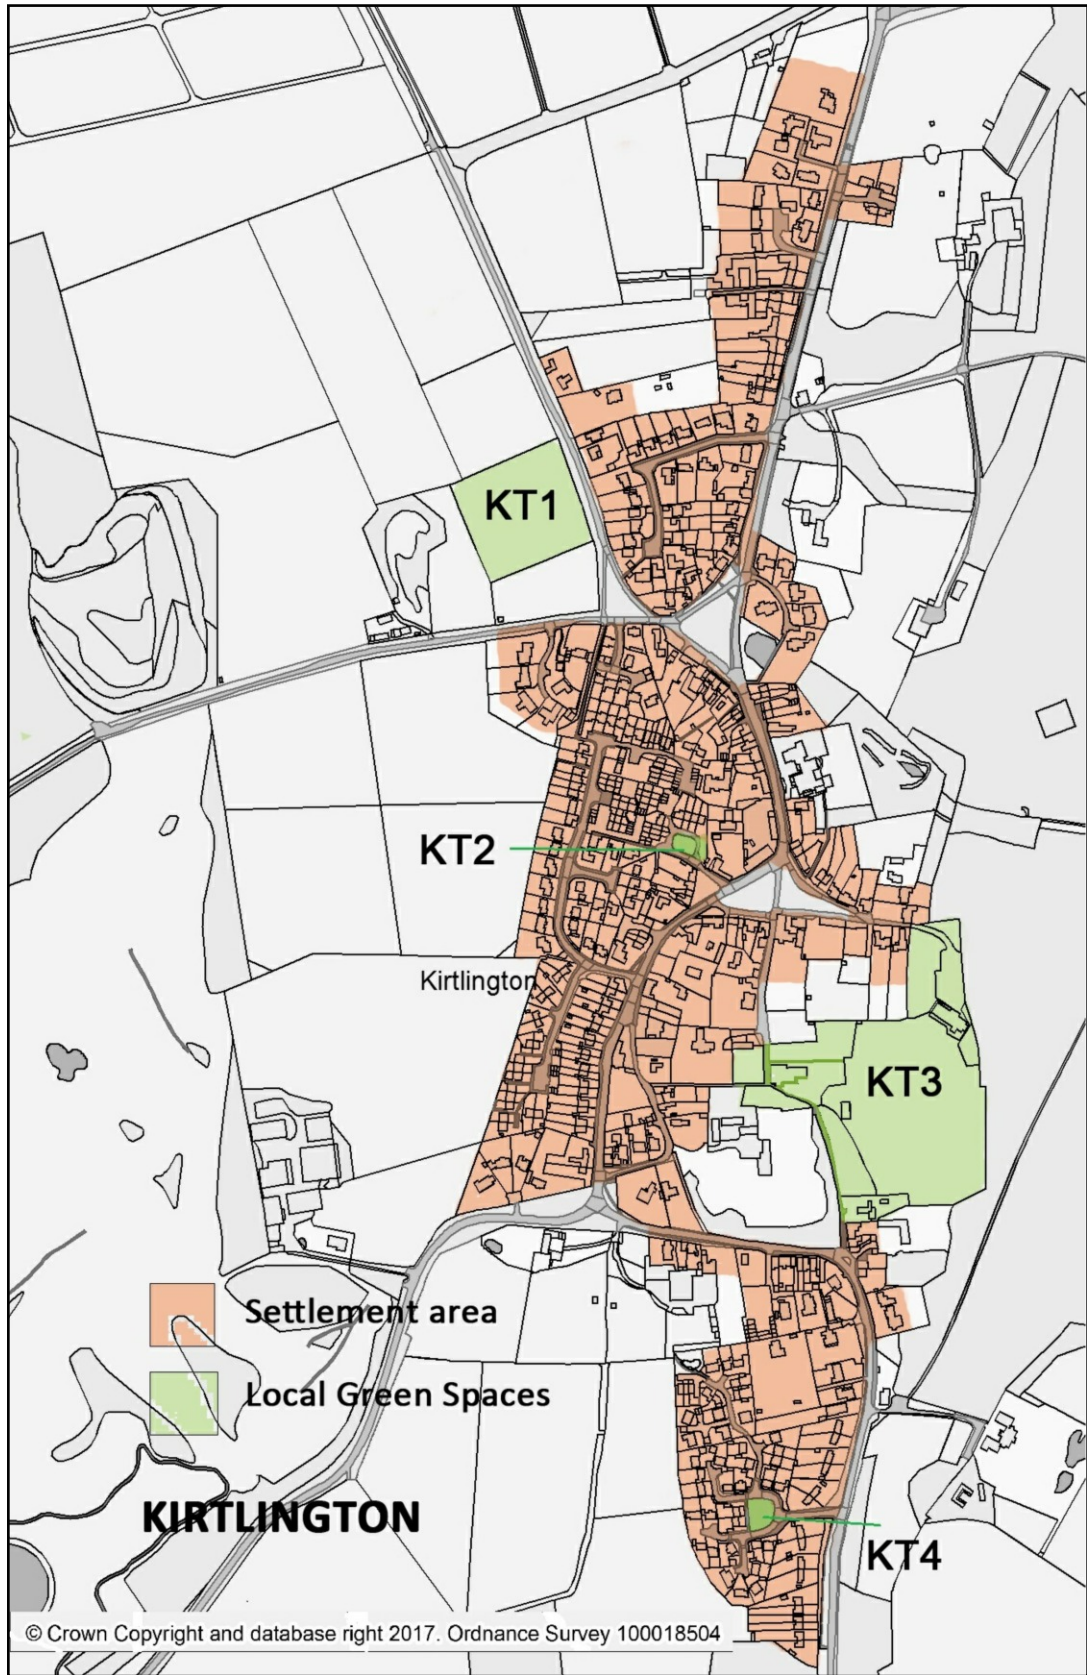 KT1
KT2
Kirtlington
KT3
Settlement area
Local Green Spaces
KIRTLINGTON
KT4
© Crown Copyright and database right 2017. Ordnance Survey 100018504